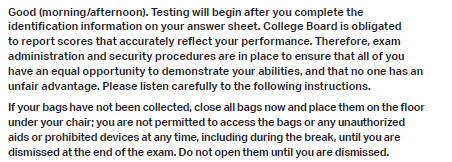 Good (morning/afternoon). Testing will begin after you complete the
identification information on your answer sheet. College Board is obligated
to report scores that accurately reflect your performance. Therefore, exam
administration and security procedures are in place to ensure that all of you
have an equal opportunity to demonstrate your abilities, and that no one has an
unfair advantage. Please listen carefully to the following instructions.
If your bags have not been collected, close all bags now and place them on the floor
under your chair; you are not permitted to access the bags or any unauthorized
aids or prohibited devices at any time, including during the break, until you are
dismissed at the end of the exam. Do not open them until you are dismissed.